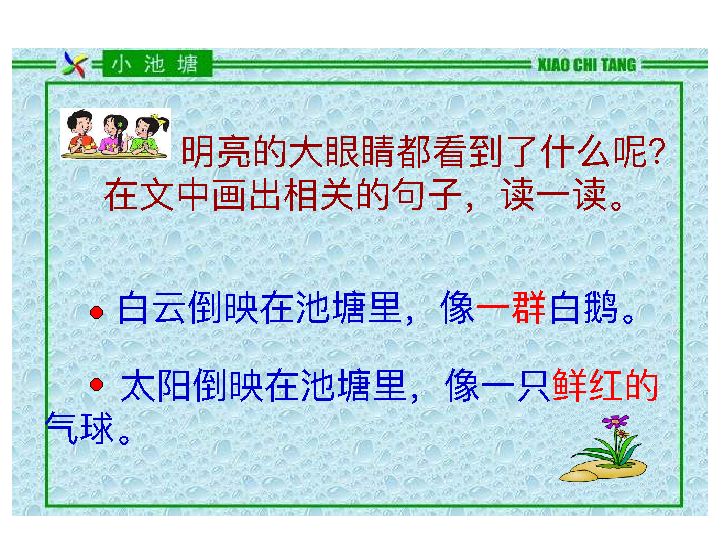 小池塘
XIAO CHI TANG
明亮的大眼睛都看到了什么呢?
在文中画出相关的句子，读一读。
白云倒映在池塘里，像一群白鹅。
太阳倒映在池塘里，像一只鲜红的
气球。